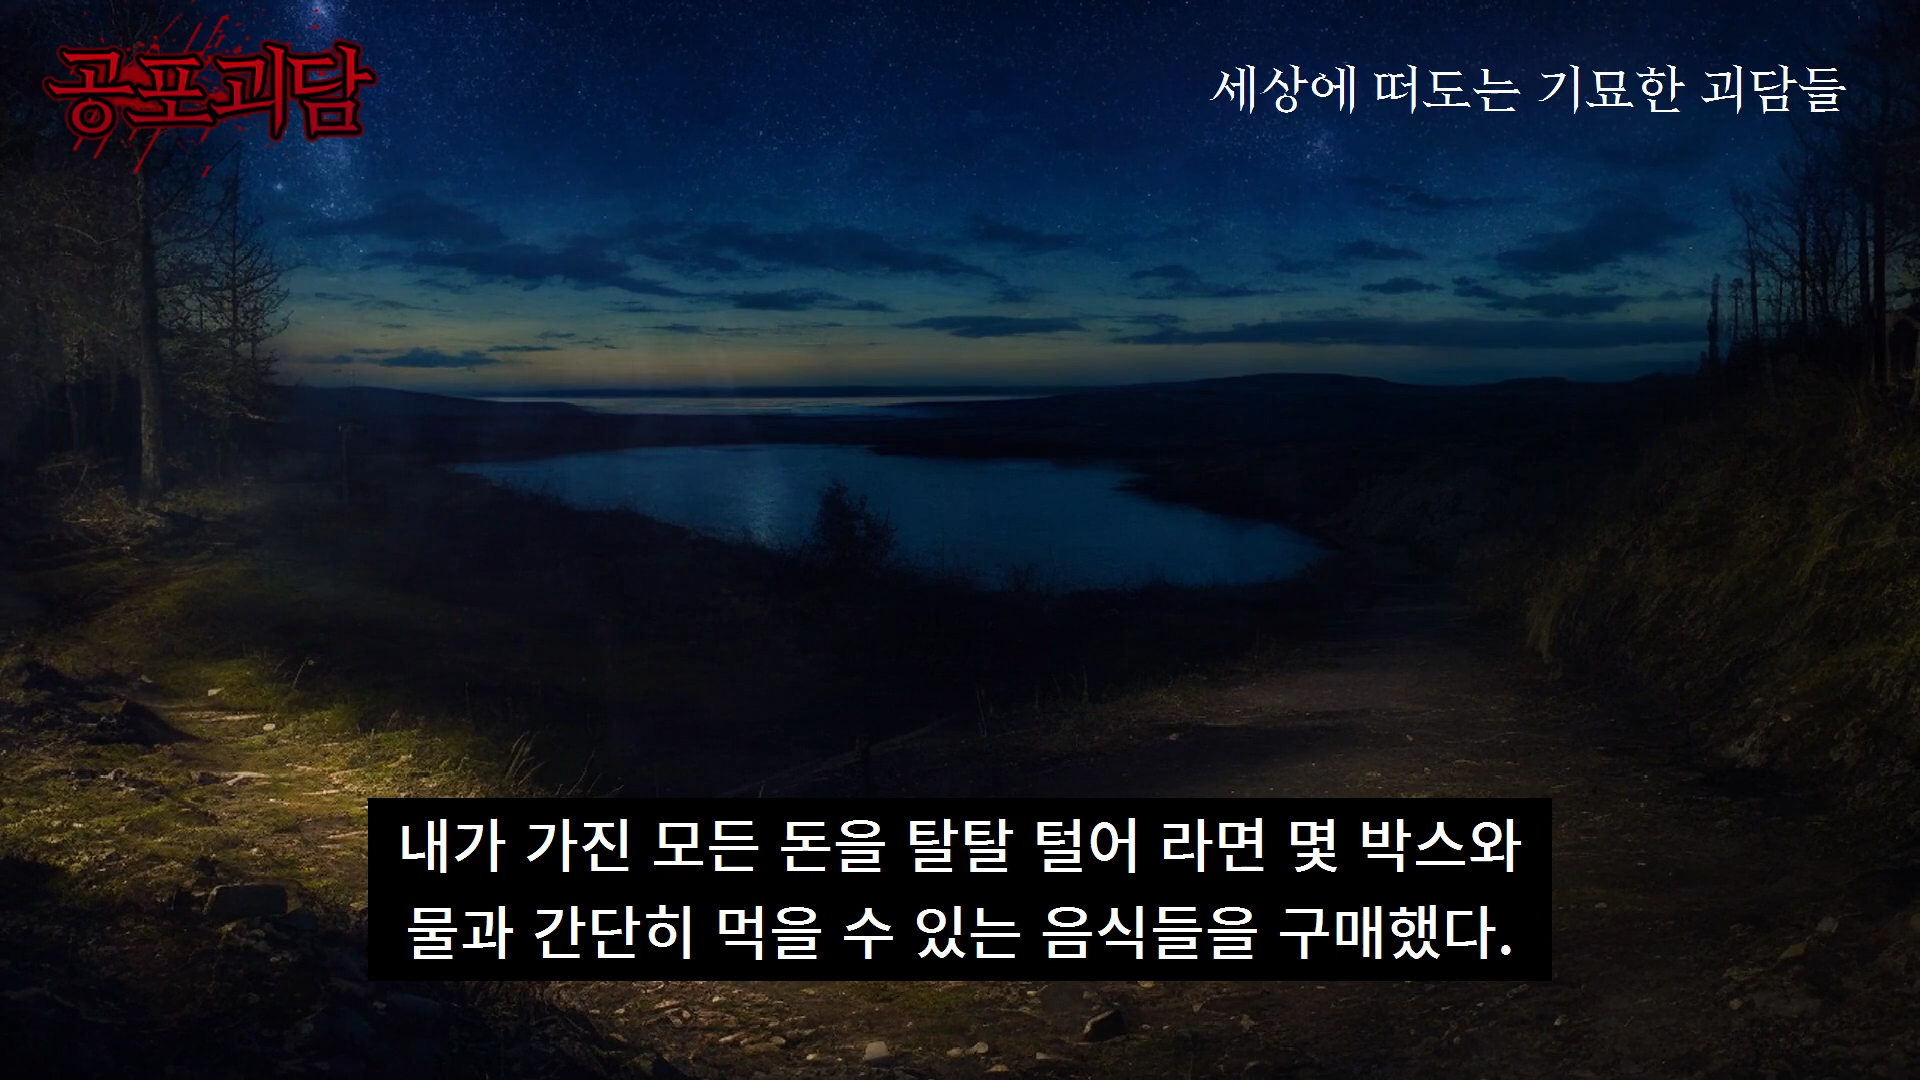 공포괴담
세상에 떠도는 기묘한 괴담들
내가 가진 모든 돈을 탈탈 털어 라면 몇 박스와
물과 간단히 먹을 수 있는 음식들을 구매했다.